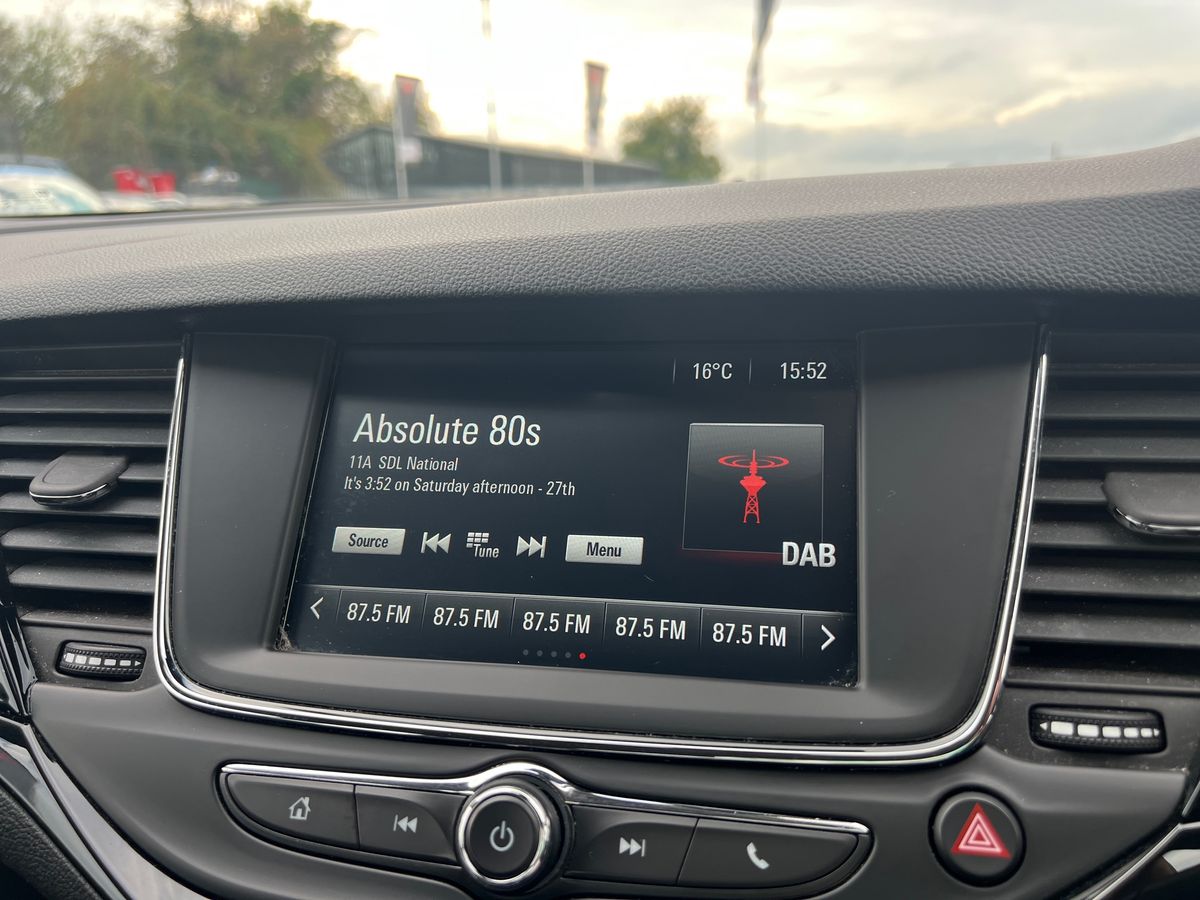 16°C 15:52
Absolute 80s
11A SDL National
It's 3:52 on Saturday afternoon - 27th
Source Tune Menu
DAB
87.5 FM 87.5 FM 87.5 FM 87.5 FM 87.5 FM